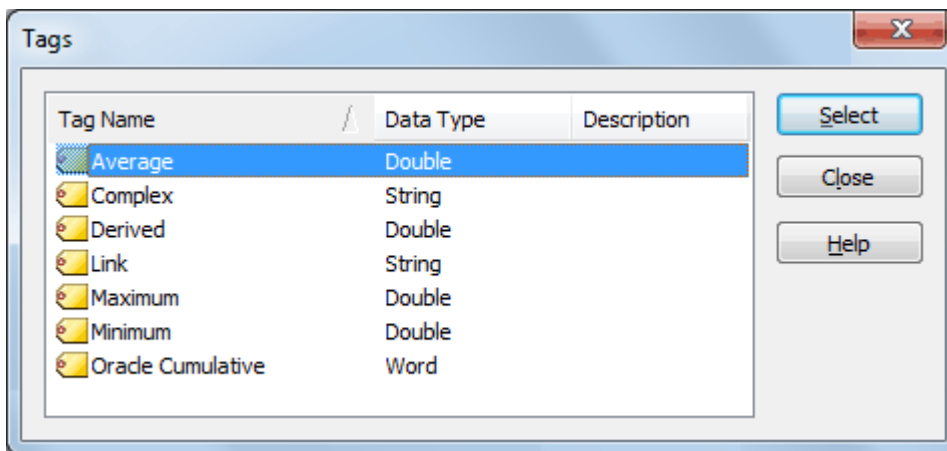 Tags
Tag Name Data Type Description
Average Double
Complex String
Derived Double
Link String
Maximum Double
Minimum Double
Oracle Cumulative Word
Select
Close
Help